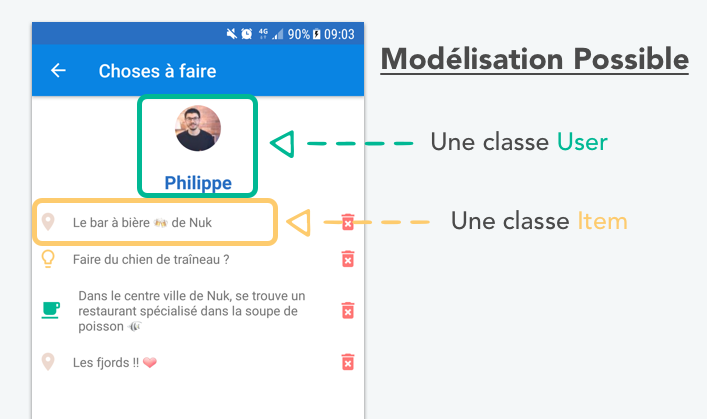 4G 90% 09:03
Choses à faire
Modélisation Possible
Une classe User
Philippe
Le bar à bière 🍻 de Nuk
Une classe Item
Faire du chien de traîneau ?
Dans le centre ville de Nuk, se trouve un
restaurant spécialisé dans la soupe de
poisson 🐟
Les fjords !! ❤️